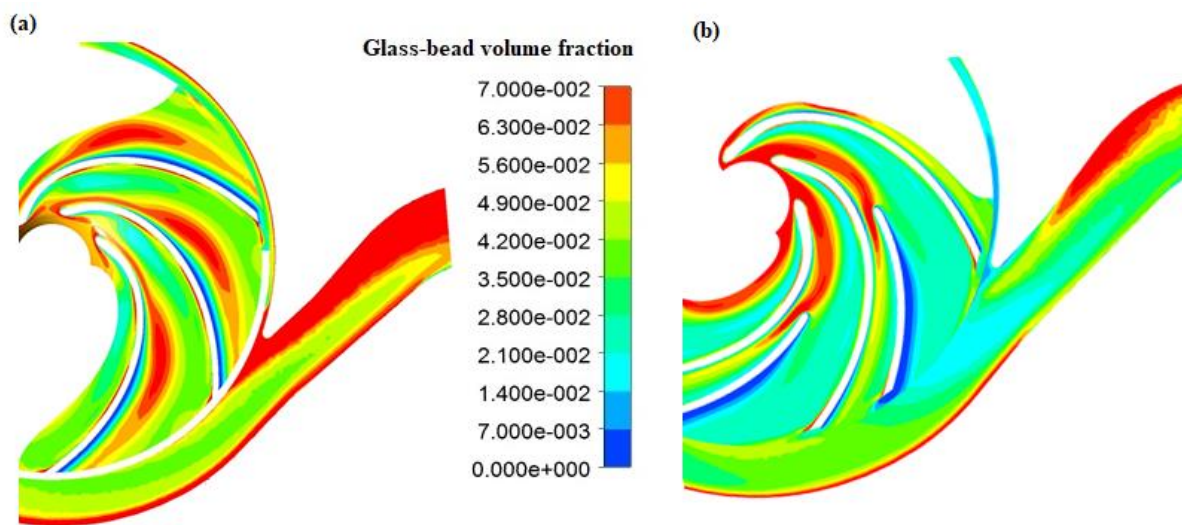 (a)
Glass-bead volume fraction
7.000e-002
6.300e-002
5.600e-002
4.900e-002
4.200e-002
3.500e-002
2.800e-002
2.100e-002
1.400e-002
7.000e-003
0.000e+000
(b)